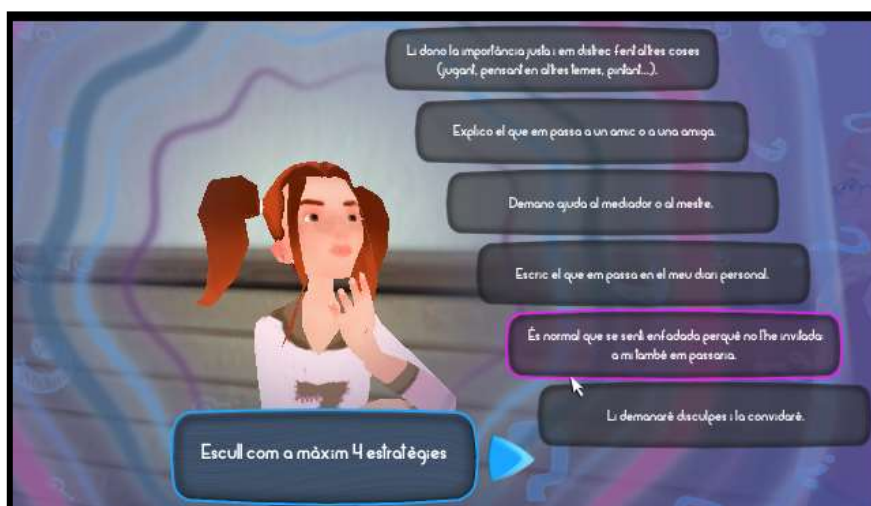 Li dono la importància justa i em distrec fent altres coses
(jugant, pensant en altres temes, pintant...).
Explico el que em passa a un amic o a una amiga.
Demano ajuda al mediador o al mestre.
Escric el que em passa en el meu diari personal.
És normal que se senti enfadada perquè no l'he invitada:
a mi també em passaria.
Li demanaré disculpes i la convidaré.
Escull com a màxim 4 estratègies